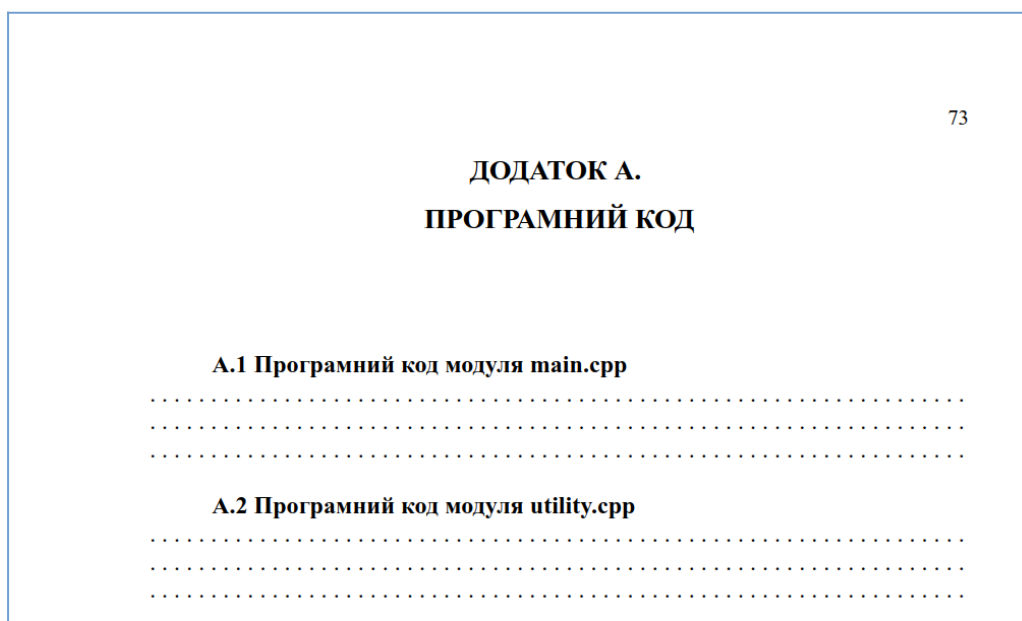 73
ДОДАТОК А.
ПРОГРАМНИЙ КОД
А.1 Програмний код модуля main.cpp
. . . . . . . . . . . . . . . . . . . . . . . . . . . . . . . . . . . . . . . . . . . . . . . . . . . . . . . . . . . . . . . . . . .
. . . . . . . . . . . . . . . . . . . . . . . . . . . . . . . . . . . . . . . . . . . . . . . . . . . . . . . . . . . . . . . . . . .
. . . . . . . . . . . . . . . . . . . . . . . . . . . . . . . . . . . . . . . . . . . . . . . . . . . . . . . . . . . . . . . . . . .
А.2 Програмний код модуля utility.cpp
. . . . . . . . . . . . . . . . . . . . . . . . . . . . . . . . . . . . . . . . . . . . . . . . . . . . . . . . . . . . . . . . . . .
. . . . . . . . . . . . . . . . . . . . . . . . . . . . . . . . . . . . . . . . . . . . . . . . . . . . . . . . . . . . . . . . . . .
. . . . . . . . . . . . . . . . . . . . . . . . . . . . . . . . . . . . . . . . . . . . . . . . . . . . . . . . . . . . . . . . . . .